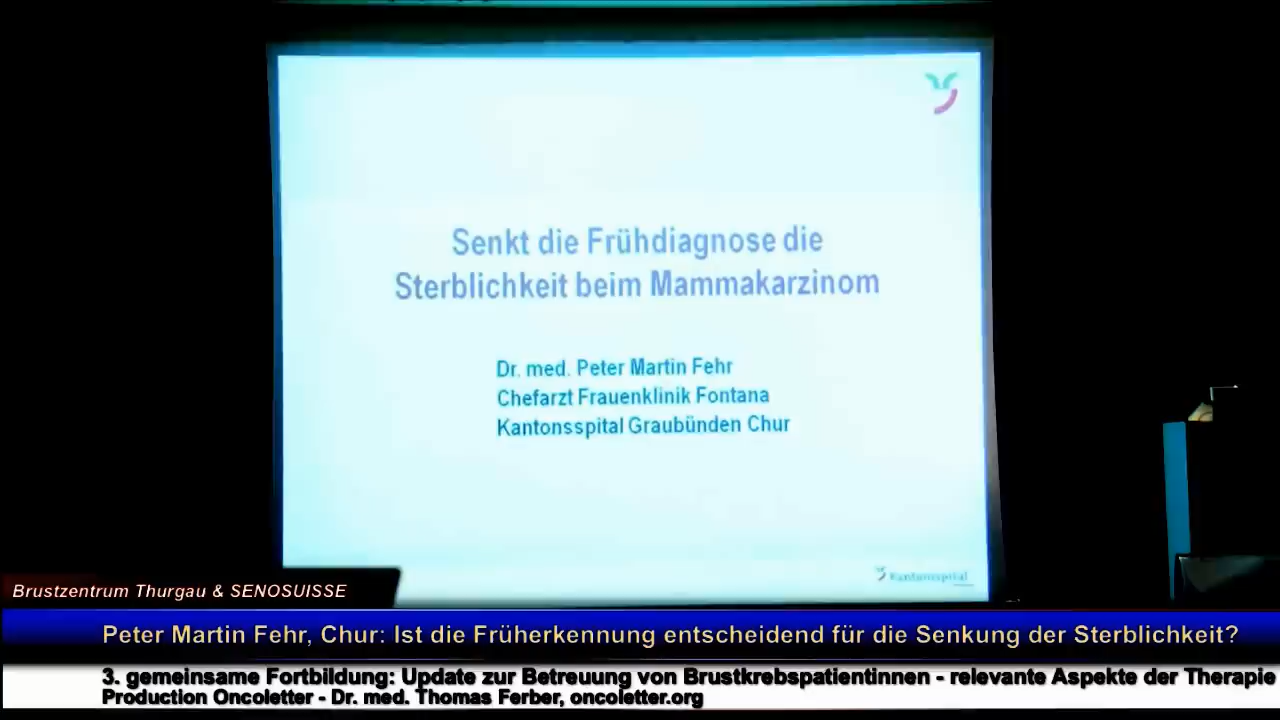 Senkt die Frühdiagnose die
Sterblichkeit beim Mammakarzinom
Dr. med. Peter Martin Fehr
Chefarzt Frauenklinik Fontana
Kantonsspital Graubünden Chur
Kantonsspital
Brustzentrum Thurgau & SENOSUISSE
Peter Martin Fehr, Chur: Ist die Früherkennung entscheidend für die Senkung der Sterblichkeit?
3. gemeinsame Fortbildung: Update zur Betreuung von Brustkrebspatientinnen - relevante Aspekte der Therapie
Production Oncoletter - Dr. med. Thomas Ferber, oncoletter.org